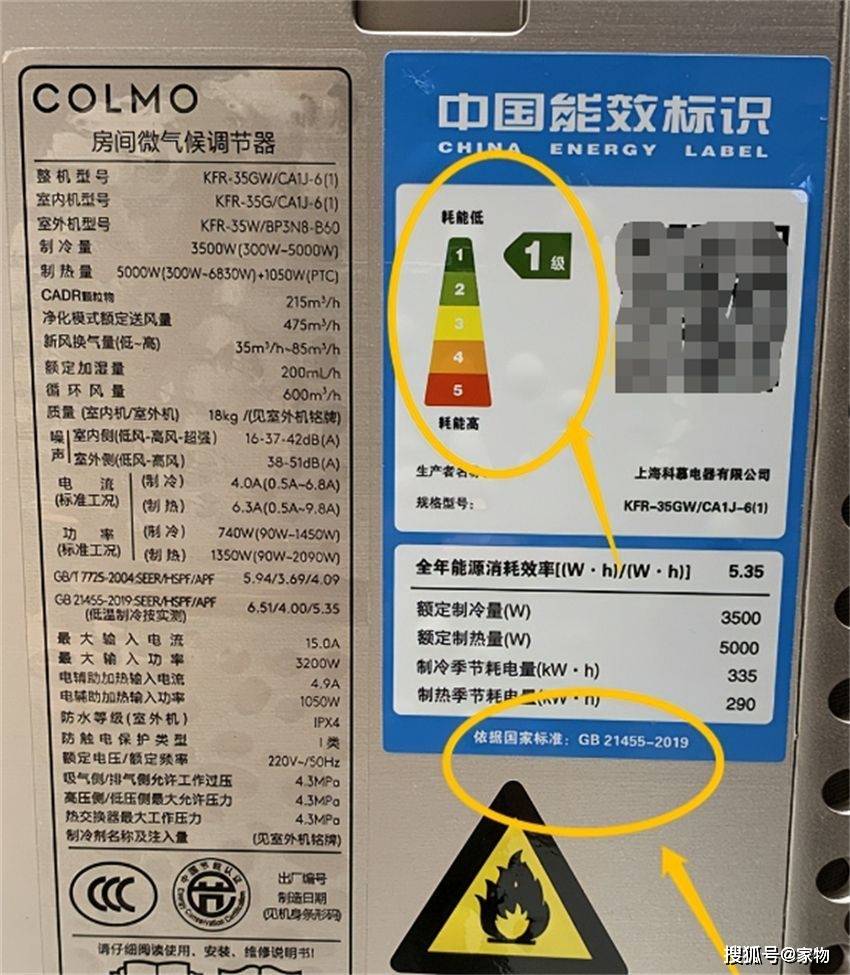 COLMO
房间微气候调节器
整机型号 KFR-35GW/CA1J-6(1)
室内机型号 KFR-35G/CA1J-6(1)
室外机型号 KFR-35W/BP3N8-B60
制冷量 3500W(300W~5000W)
制热量 5000W(300W~6830W)+1050W(PTC)
CADR颗粒物 215m³/h
净化模式额定送风量 475m³/h
新风换气量(低~高) 35m³/h~85m³/h
额定加湿量 200mL/h
循环风量 600m³/h
质量(室内机/室外机) 18kg /(见室外机铭牌)
噪声 室内侧(低风-高风-超强) 16-37-42dB(A)
室外侧(低风-高风) 38-51dB(A)
电流(标准工况) (制冷) 4.0A(0.5A~6.8A)
(制热) 6.3A(0.5A~9.8A)
功率(标准工况) (制冷) 740W(90W~1450W)
(制热) 1350W(90W~2090W)
GB/T 7725-2004:SEER/HSPF/APF 5.94/3.69/4.09
GB 21455-2019:SEER/HSPF/APF 6.51/4.00/5.35
(低温制冷按实测)
最大输入电流 15.0A
最大输入功率 3200W
电辅助加热输入电流 4.9A
电辅助加热输入功率 1050W
防水等级(室外机) IPX4
防触电保护类型 I类
额定电压/额定频率 220V~/50Hz
吸气侧/排气侧允许工作过压 4.3MPa
高压侧/低压侧最大允许压力 4.3MPa
热交换器最大工作压力 4.3MPa
制冷剂名称及注入量 (见室外机铭牌)
CCC
中国节能认证
Energy Conservation Certification
出厂编号
制造日期
(见机身条形码)
请仔细阅读使用、安装、维修说明书!
中国能效标识
CHINA ENERGY LABEL
耗能低
1
2
3
4
5
1级
耗能高
生产者名称: 上海科慕电器有限公司
规格型号: KFR-35GW/CA1J-6(1)
全年能源消耗效率[(W·h)/(W·h)] 5.35
额定制冷量(W) 3500
额定制热量(W) 5000
制冷季节耗电量(kW·h) 335
制热季节耗电量(kW·h) 290
依据国家标准: GB 21455-2019
搜狐号@家物